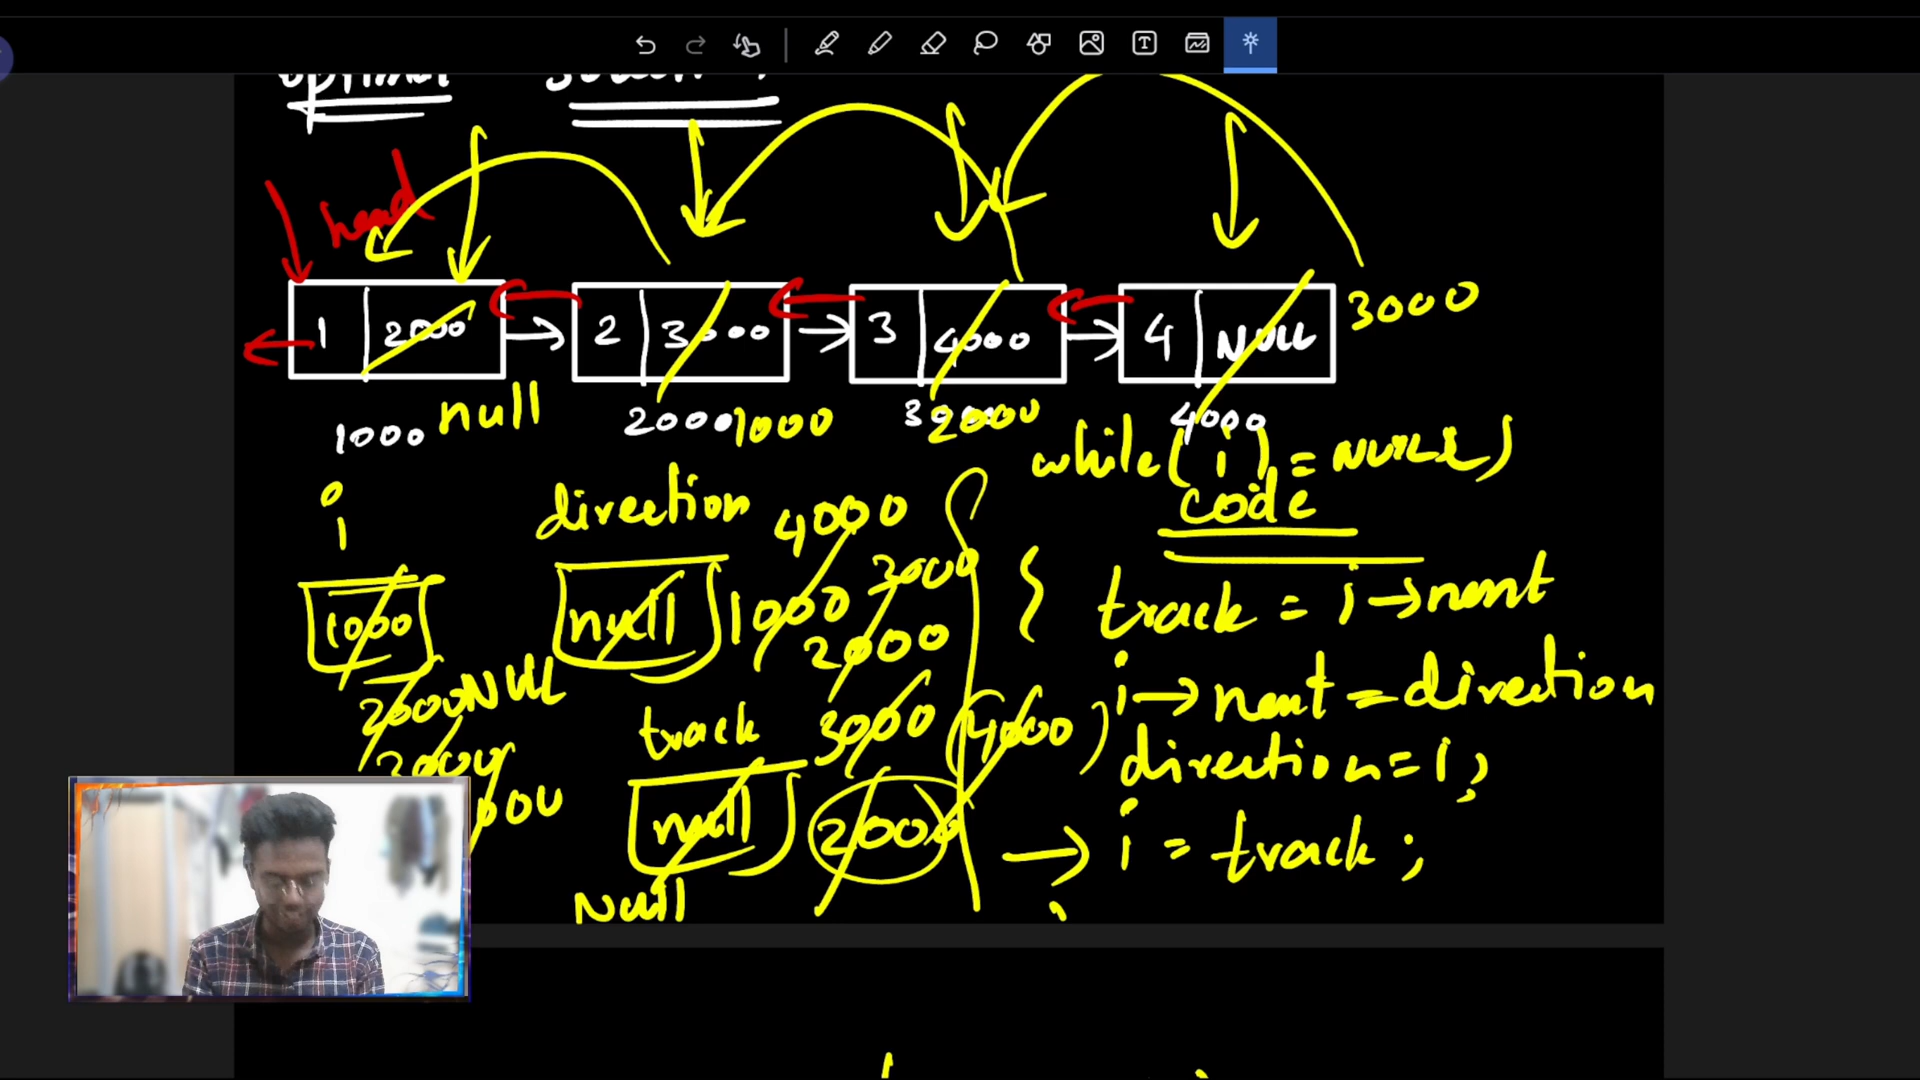 optimal
head
1 2000 2 3000 3 4000 4 NULL 3000
1000 null 2000 1000 2000 4000
while( i != NULL)
code
i direction 4000
1000 null 1000 3000
2000
{ track = i→next
2000 NULL
i→next = direction
3000
track 3000 (4000)
direction = i;
null 2000
→ i = track;
Null
i